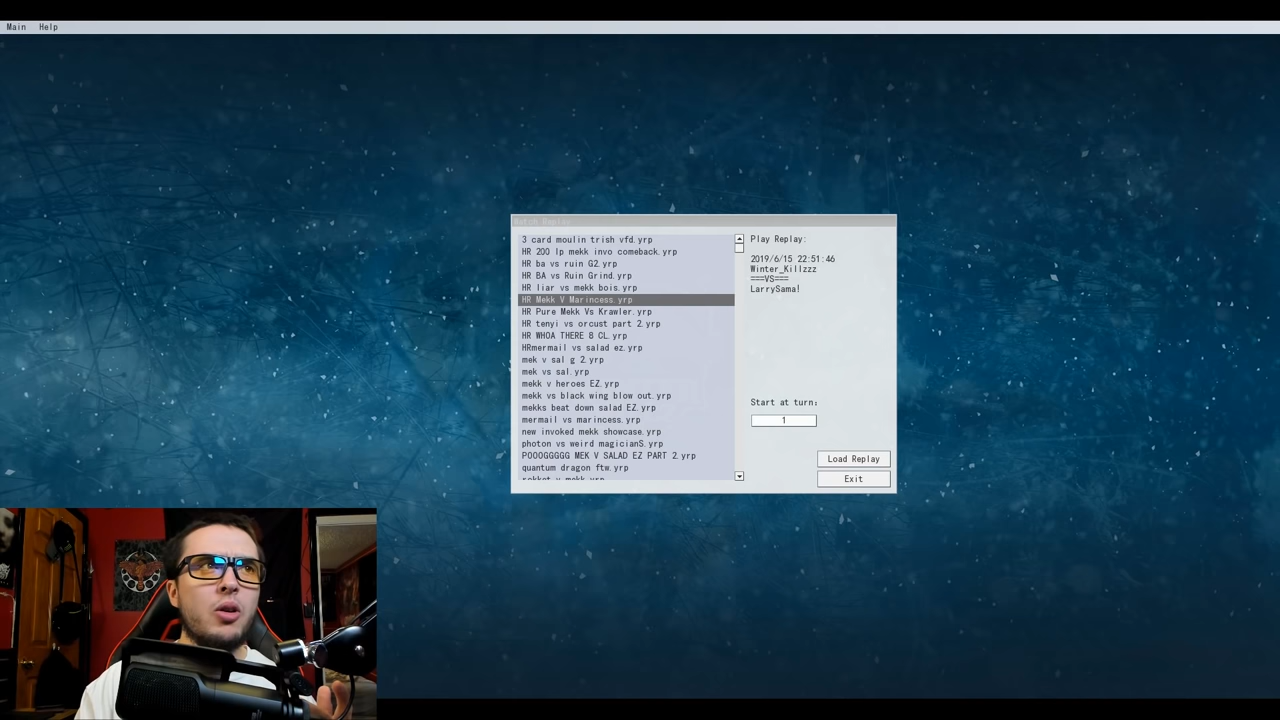 Main Help
3 card moulin trish vfd.yrp
HR 200 lp mekk invo comeback.yrp
HR ba vs ruin G2.yrp
HR BA vs Ruin Grind.yrp
HR liar vs mekk bois.yrp
HR Mekk V Marincess.yrp
HR Pure Mekk Vs Krawler.yrp
HR tenyi vs orcust part 2.yrp
HR WHOA THERE 8 CL.yrp
HRmermail vs salad ez.yrp
mek v sal g 2.yrp
mek vs sal.yrp
mekk v heroes EZ.yrp
mekk vs black wing blow out.yrp
mekks beat down salad EZ.yrp
mermail vs marincess.yrp
new invoked mekk showcase.yrp
photon vs weird magicianS.yrp
POOOGGGGG MEK V SALAD EZ PART 2.yrp
quantum dragon ftw.yrp
Play Replay:
2019/6/15 22:51:46
Winter_Killzzz
===VS===
LarrySama!
Start at turn:
1
Load Replay
Exit